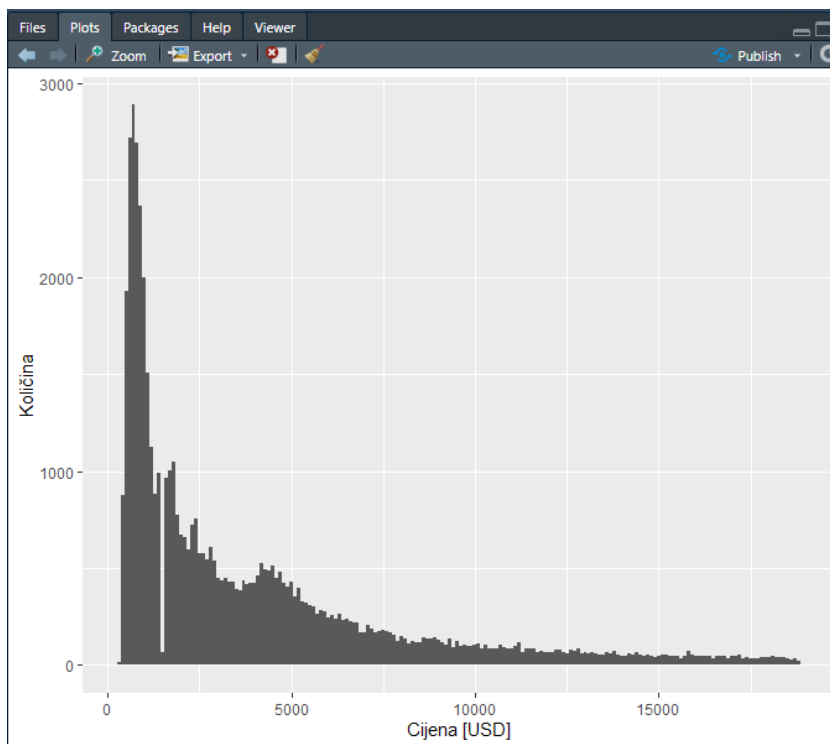 Files Plots Packages Help Viewer
Zoom Export Publish
3000
2000
1000
0
Količina
0 5000 10000 15000
Cijena [USD]